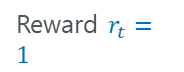 Reward rₜ =
1